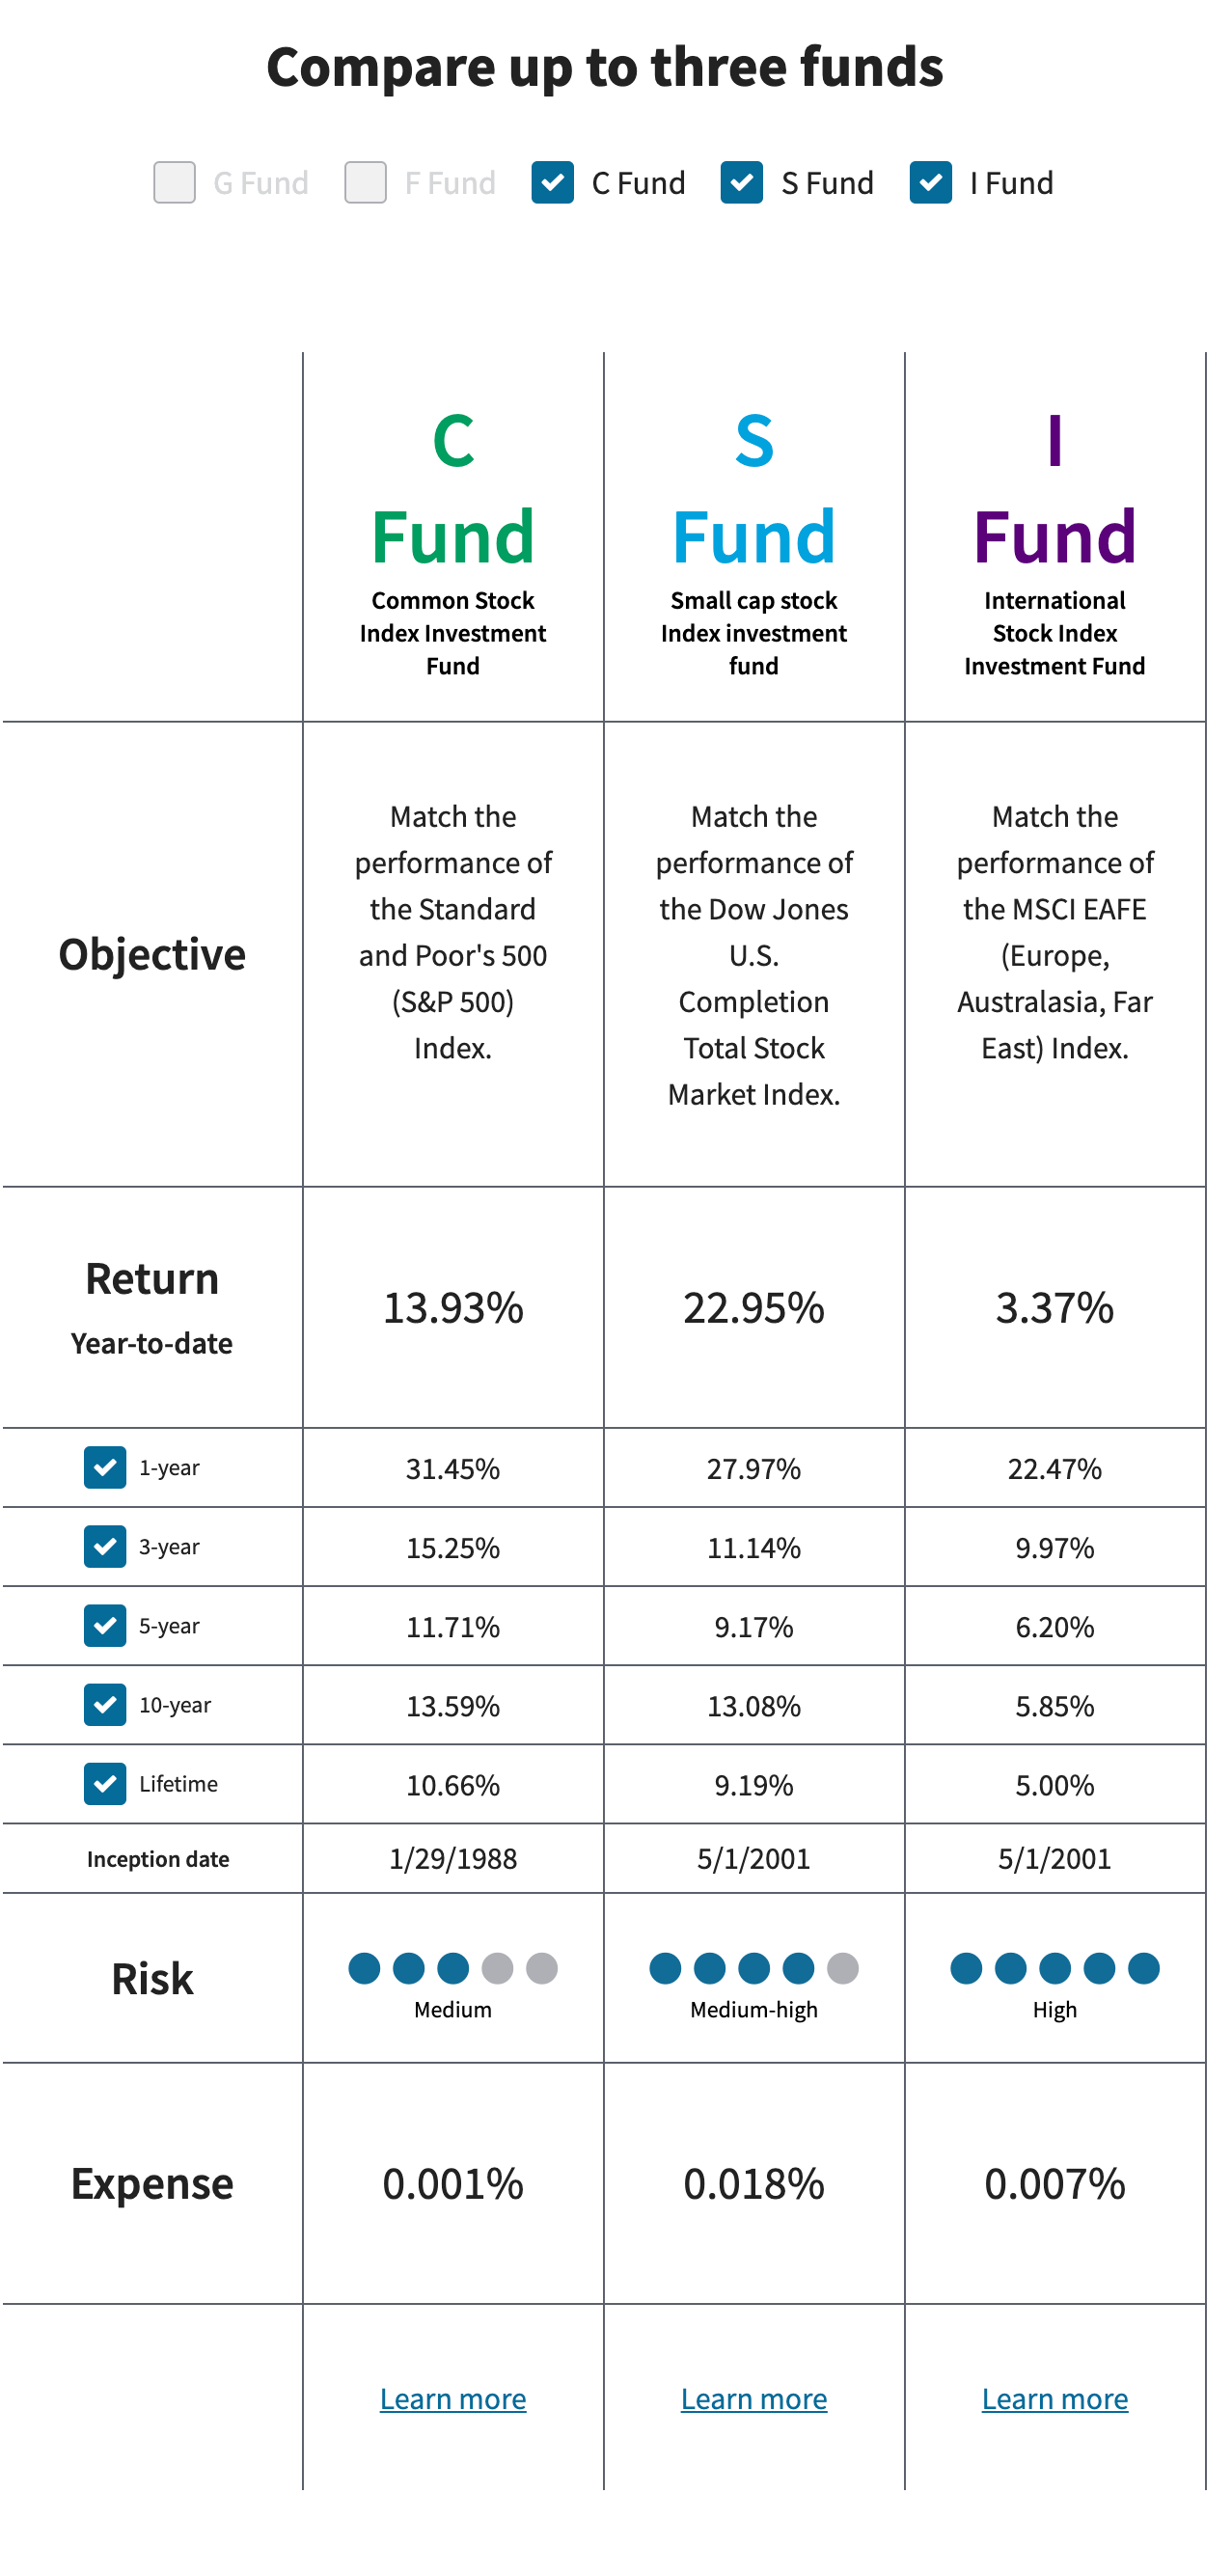 Compare up to three funds
G Fund F Fund C Fund S Fund I Fund
C
Fund
Common Stock
Index Investment
Fund
S
Fund
Small cap stock
Index investment
fund
I
Fund
International
Stock Index
Investment Fund
Objective
Match the
performance of
the Standard
and Poor's 500
(S&P 500)
Index.
Match the
performance of
the Dow Jones
U.S.
Completion
Total Stock
Market Index.
Match the
performance of
the MSCI EAFE
(Europe,
Australasia, Far
East) Index.
Return
Year-to-date
13.93% 22.95% 3.37%
1-year 31.45% 27.97% 22.47%
3-year 15.25% 11.14% 9.97%
5-year 11.71% 9.17% 6.20%
10-year 13.59% 13.08% 5.85%
Lifetime 10.66% 9.19% 5.00%
Inception date 1/29/1988 5/1/2001 5/1/2001
Risk
Medium Medium-high High
Expense 0.001% 0.018% 0.007%
Learn more Learn more Learn more